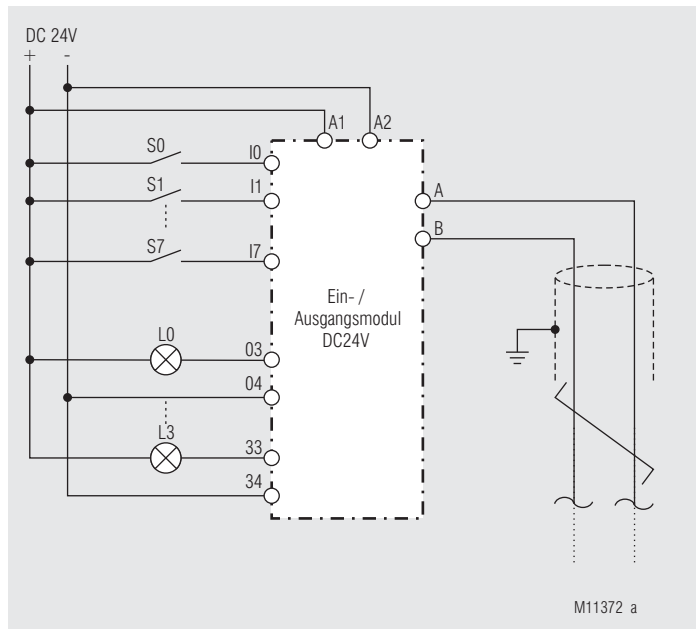 DC 24V
+ -
A1 A2
S0 I0
S1 I1
A
B
S7 I7
Ein- /
Ausgangsmodul
DC24V
L0 03
04
L3 33
34
M11372 a